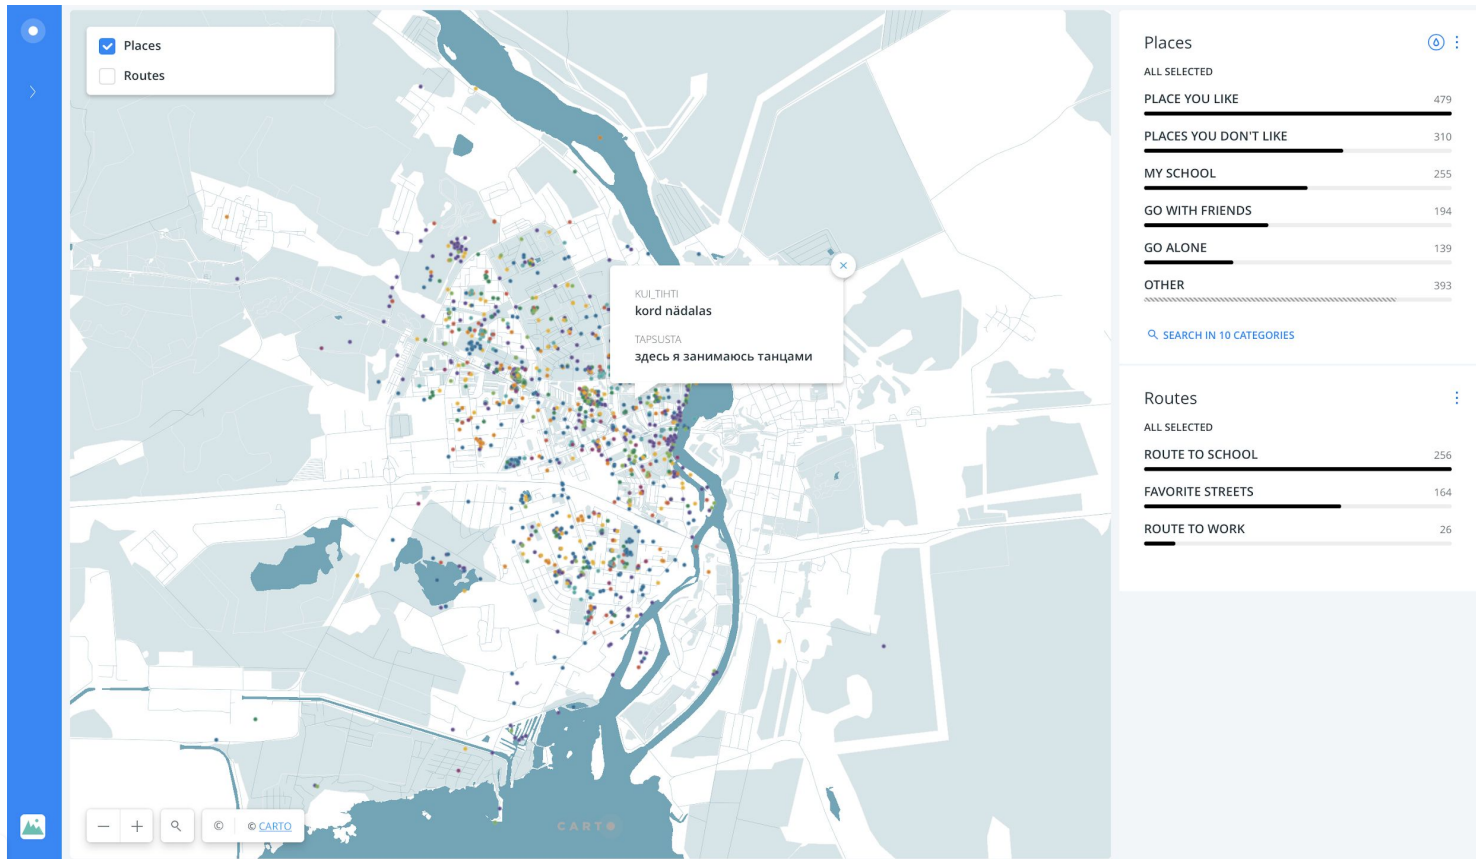 Places
Routes
KUI_TIHTI
kord nädalas
TAPSUSTA
здесь я занимаюсь танцами
© © CARTO
CARTO
Places
ALL SELECTED
PLACE YOU LIKE 479
PLACES YOU DON'T LIKE 310
MY SCHOOL 255
GO WITH FRIENDS 194
GO ALONE 139
OTHER 393
SEARCH IN 10 CATEGORIES
Routes
ALL SELECTED
ROUTE TO SCHOOL 256
FAVORITE STREETS 164
ROUTE TO WORK 26